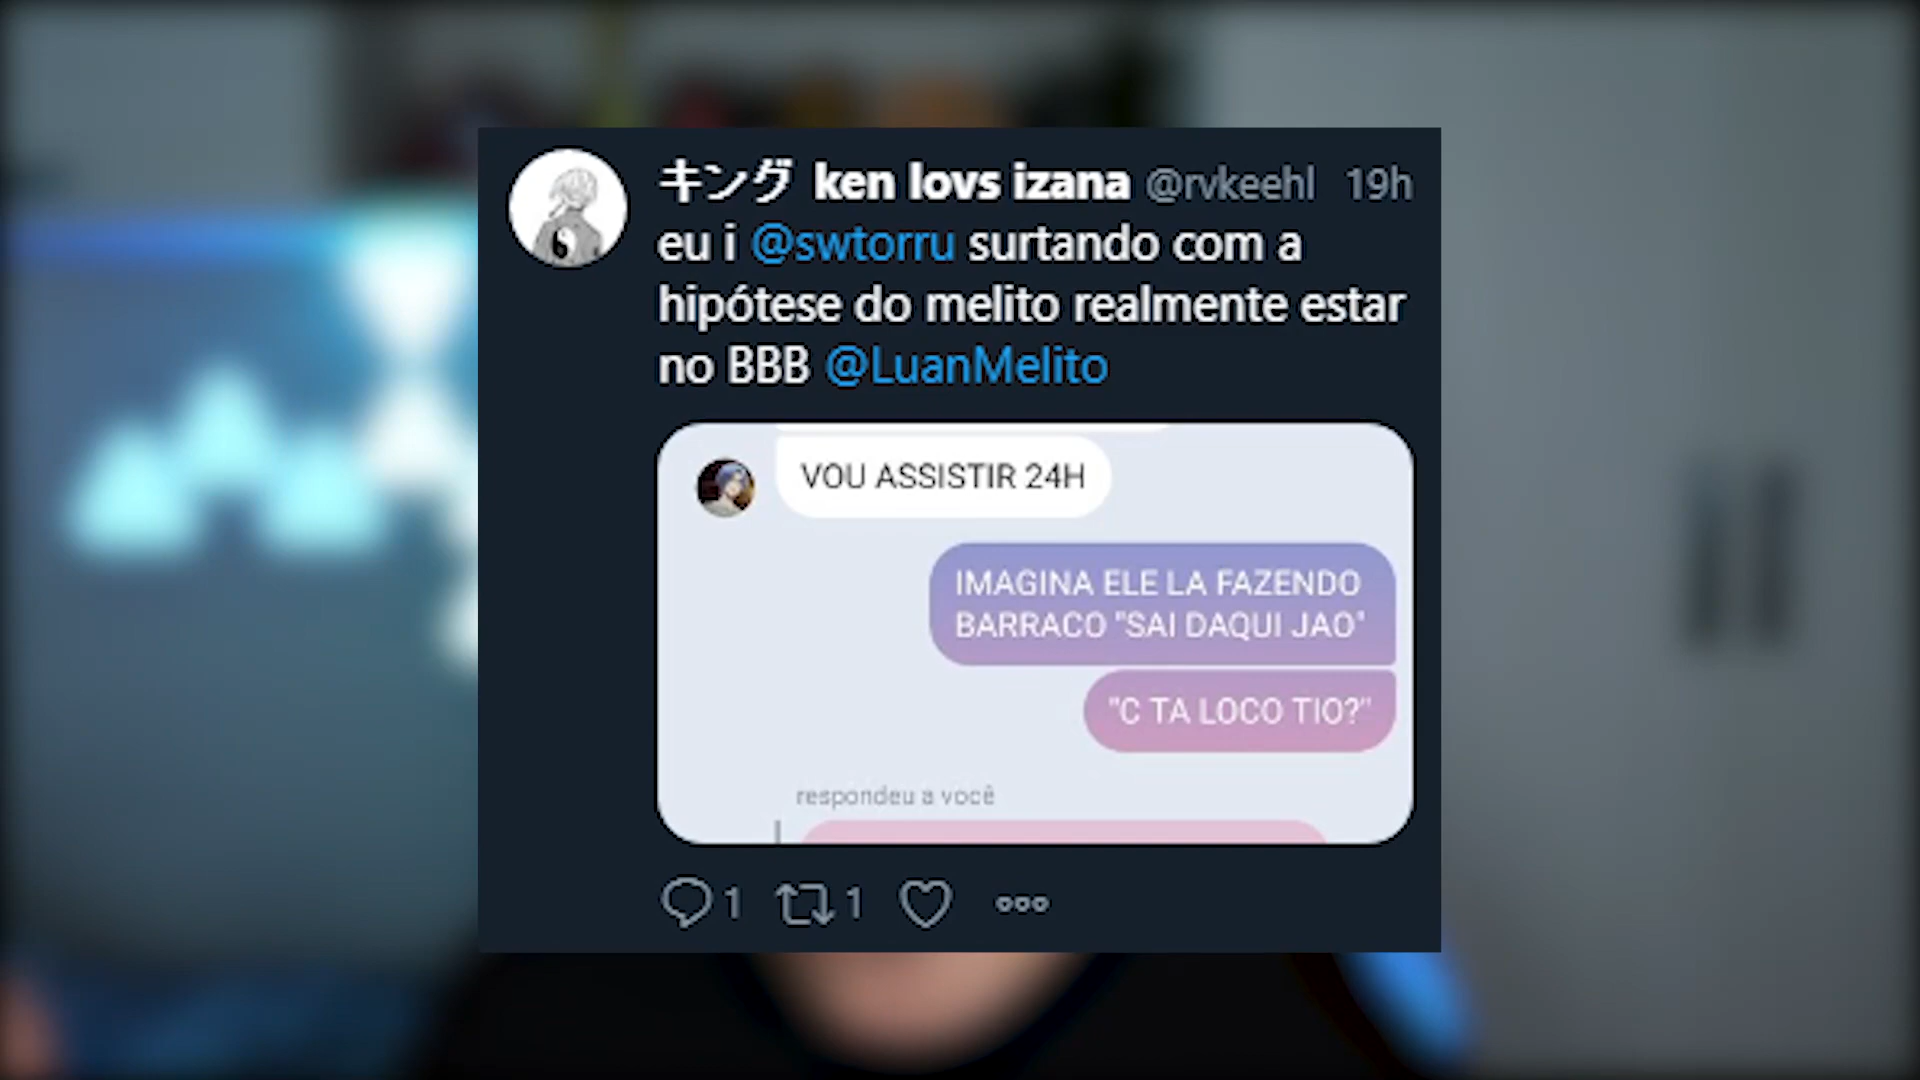 キング ken lovs izana @rvkeehl 19h
eu i @swtorru surtando com a
hipótese do melito realmente estar
no BBB @LuanMelito
VOU ASSISTIR 24H
IMAGINA ELE LA FAZENDO
BARRACO "SAI DAQUI JAO"
"C TA LOCO TIO?"
respondeu a você
1 1